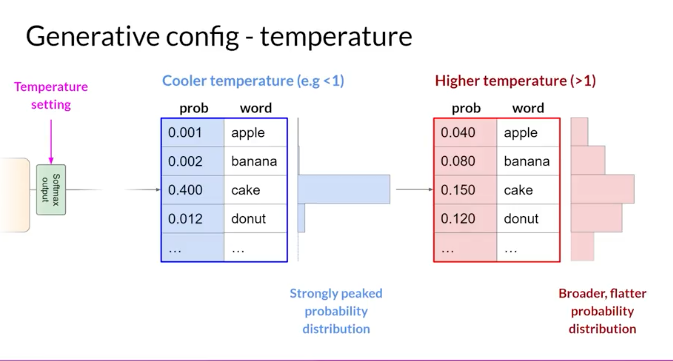 Generative config - temperature
Temperature
setting
Softmax
output
Cooler temperature (e.g <1)
prob word
0.001 apple
0.002 banana
0.400 cake
0.012 donut
... ...
Strongly peaked
probability
distribution
Higher temperature (>1)
prob word
0.040 apple
0.080 banana
0.150 cake
0.120 donut
... ...
Broader, flatter
probability
distribution